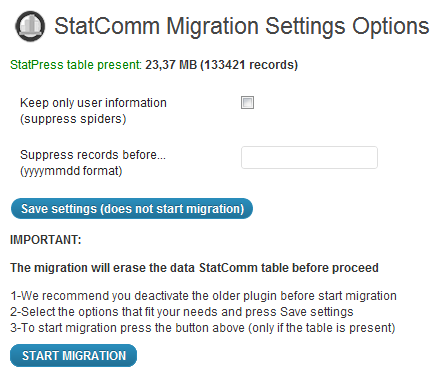 StatComm Migration Settings Options
StatPress table present: 23,37 MB (133421 records)
Keep only user information
(suppress spiders)
Suppress records before...
(yyyymmdd format)
Save settings (does not start migration)
IMPORTANT:
The migration will erase the data StatComm table before proceed
1-We recommend you deactivate the older plugin before start migration
2-Select the options that fit your needs and press Save settings
3-To start migration press the button above (only if the table is present)
START MIGRATION